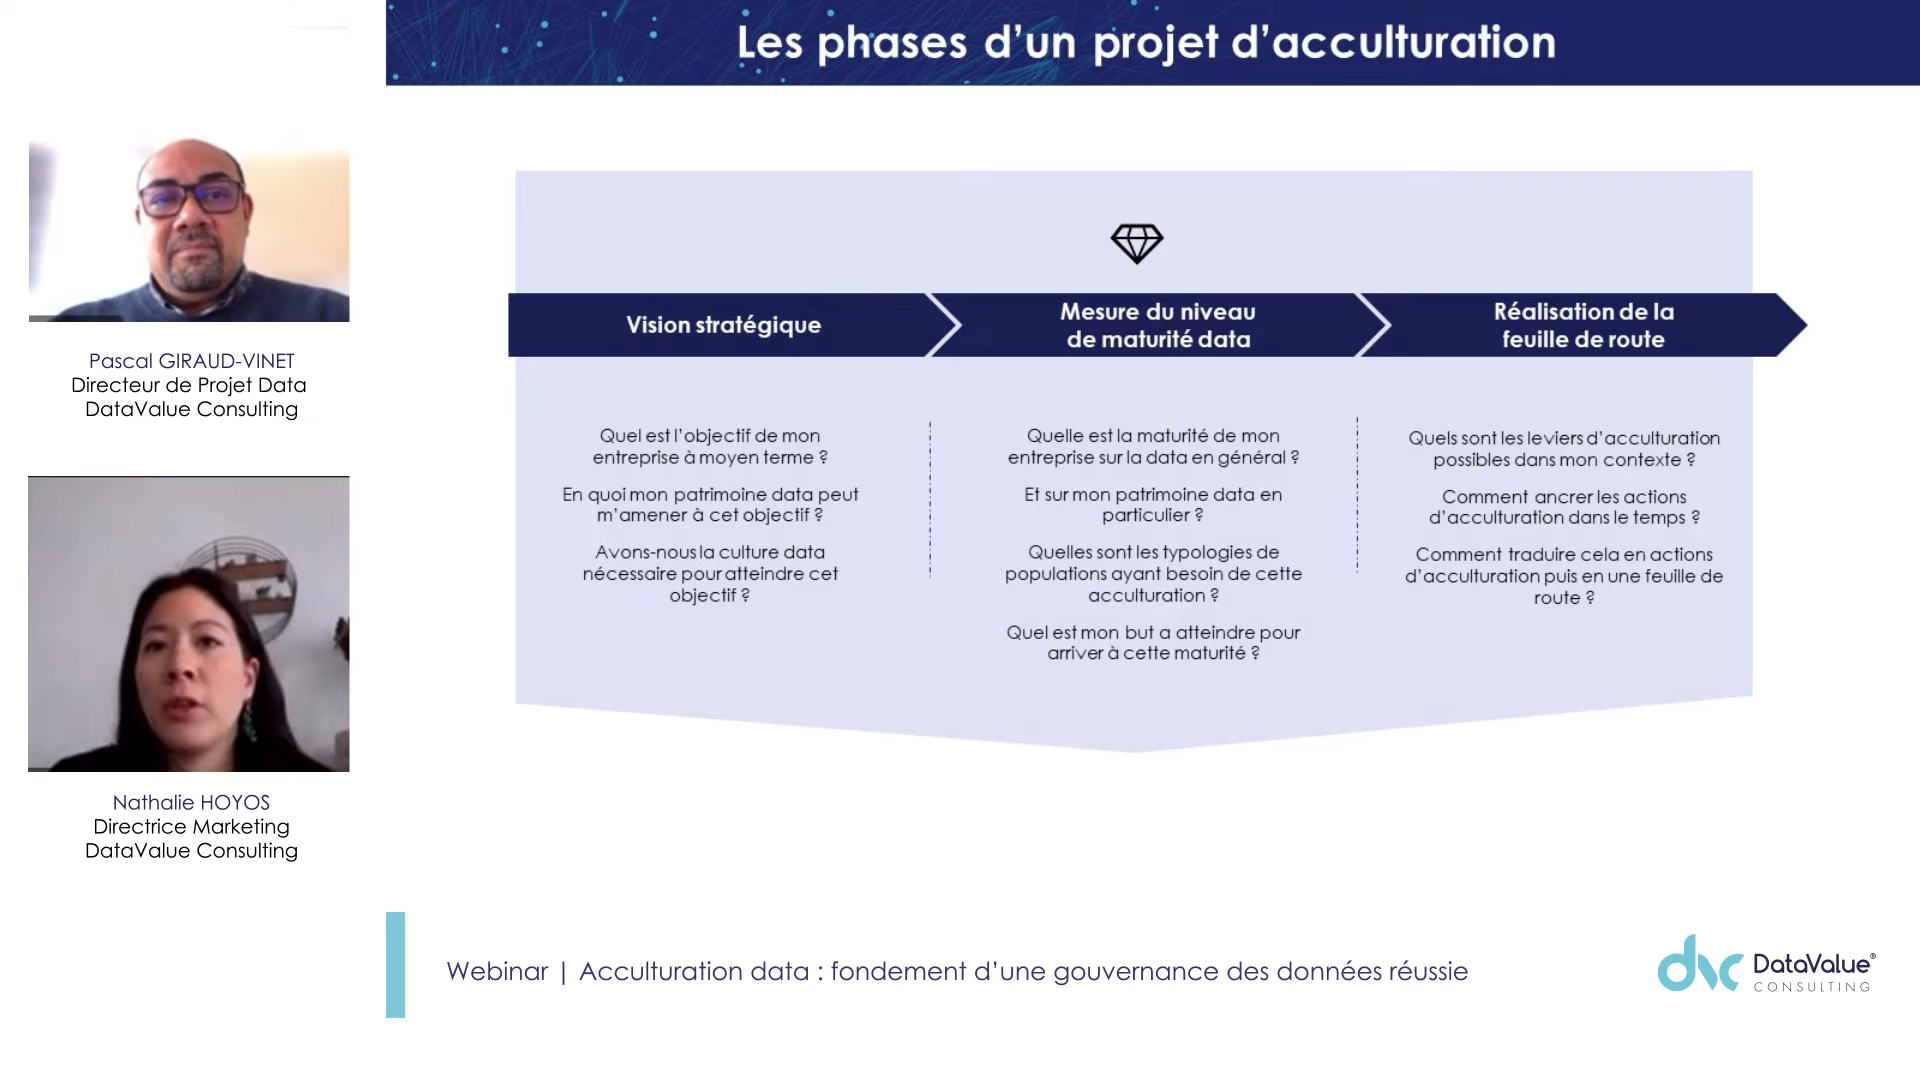 Les phases d’un projet d’acculturation
Pascal GIRAUD-VINET
Directeur de Projet Data
DataValue Consulting
Nathalie HOYOS
Directrice Marketing
DataValue Consulting
Vision stratégique
Quel est l’objectif de mon
entreprise à moyen terme ?
En quoi mon patrimoine data peut
m’amener à cet objectif ?
Avons-nous la culture data
nécessaire pour atteindre cet
objectif ?
Mesure du niveau
de maturité data
Quelle est la maturité de mon
entreprise sur la data en général ?
Et sur mon patrimoine data en
particulier ?
Quelles sont les typologies de
populations ayant besoin de cette
acculturation ?
Quel est mon but a atteindre pour
arriver à cette maturité ?
Réalisation de la
feuille de route
Quels sont les leviers d’acculturation
possibles dans mon contexte ?
Comment ancrer les actions
d’acculturation dans le temps ?
Comment traduire cela en actions
d’acculturation puis en une feuille de
route ?
Webinar | Acculturation data : fondement d’une gouvernance des données réussie
dvc DataValue®
CONSULTING